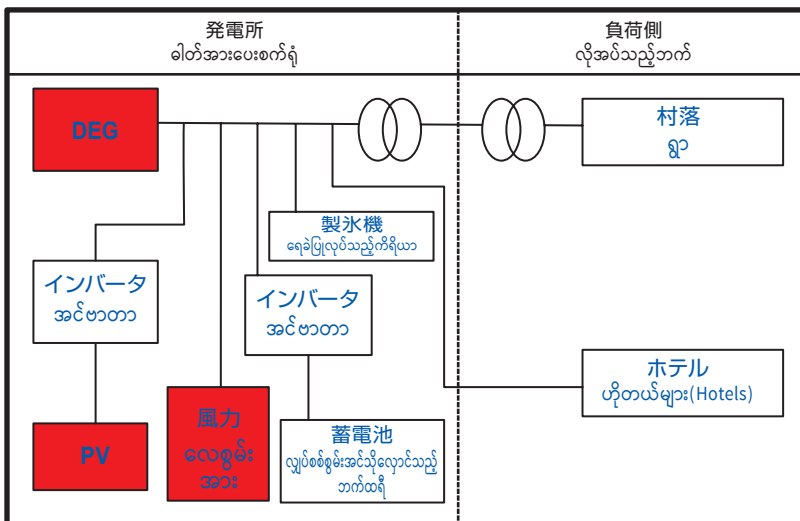 発電所
ဓါတ်အားပေးစက်ရုံ
負荷側
လိုအပ်သည့်ဘက်
DEG
村落
ရွာ
製氷機
ရေခဲပြုလုပ်သည့်ကိရိယာ
インバータ
အင်ဗာတာ
インバータ
အင်ဗာတာ
ホテル
ဟိုတယ်များ(Hotels)
PV
風力
လေစွမ်း
အား
蓄電池
လျှပ်စစ်စွမ်းအင်သိုလှောင်သည့်
ဘက်ထရီ